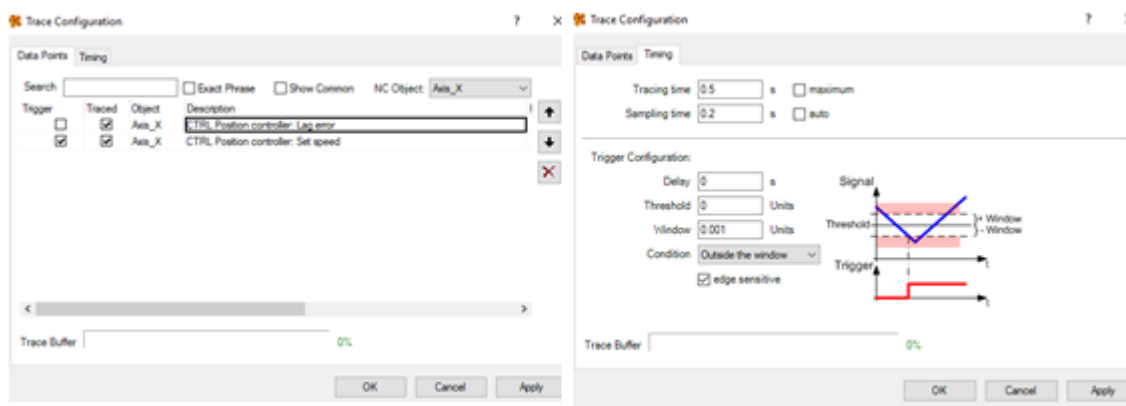 Trace Configuration
Data Points Timing
Search Exact Phrase Show Common NC Object: Axis_X
Trigger Traced Object Description
Axis_X CTRL Position controller: Lag error
Axis_X CTRL Position controller: Set speed
Trace Buffer 0%
OK Cancel Apply
Trace Configuration
Data Points Timing
Tracing time 0.5 s maximum
Sampling time 0.2 s auto
Trigger Configuration:
Delay 0 s
Threshold 0 Units
Window 0.001 Units
Condition Outside the window
edge sensitive
Signal
Threshold
+ Window
- Window
t
Trigger
t
Trace Buffer 0%
OK Cancel Apply